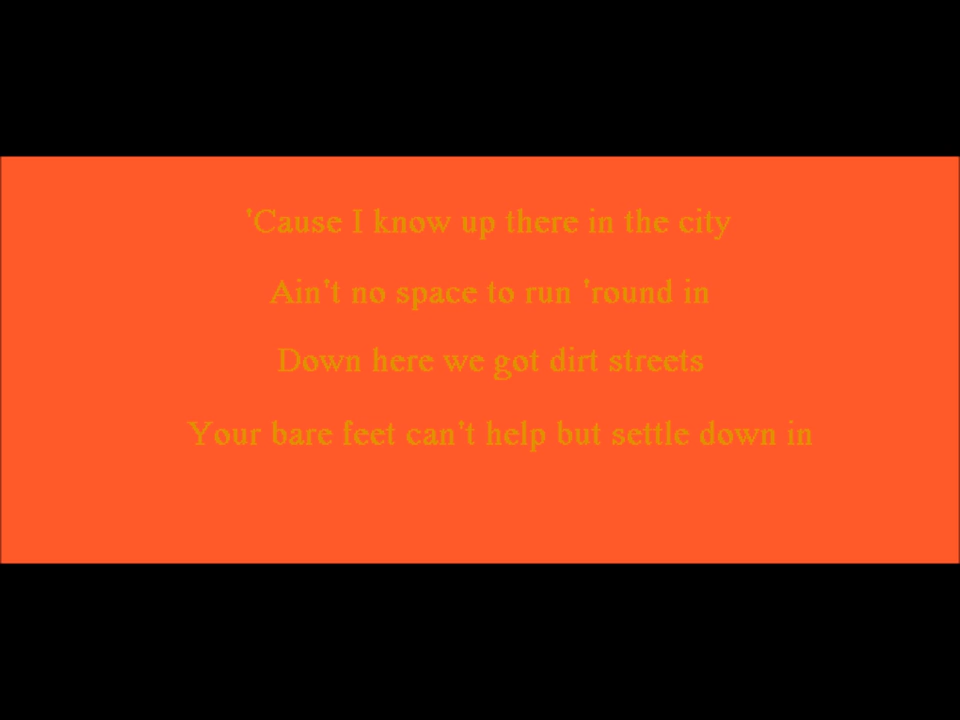 'Cause I know up there in the city
Ain't no space to run 'round in
Down here we got dirt streets
Your bare feet can't help but settle down in